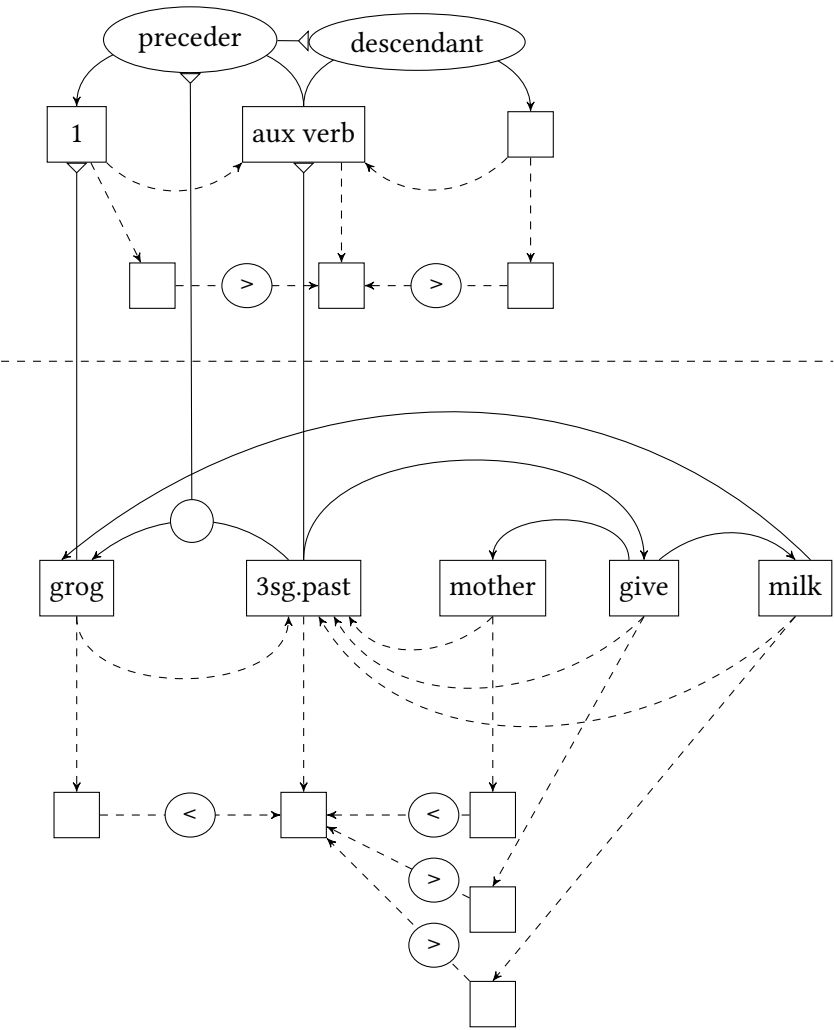 preceder
descendant
1
aux verb
>
>
grog
3sg.past
mother
give
milk
<
<
>
>